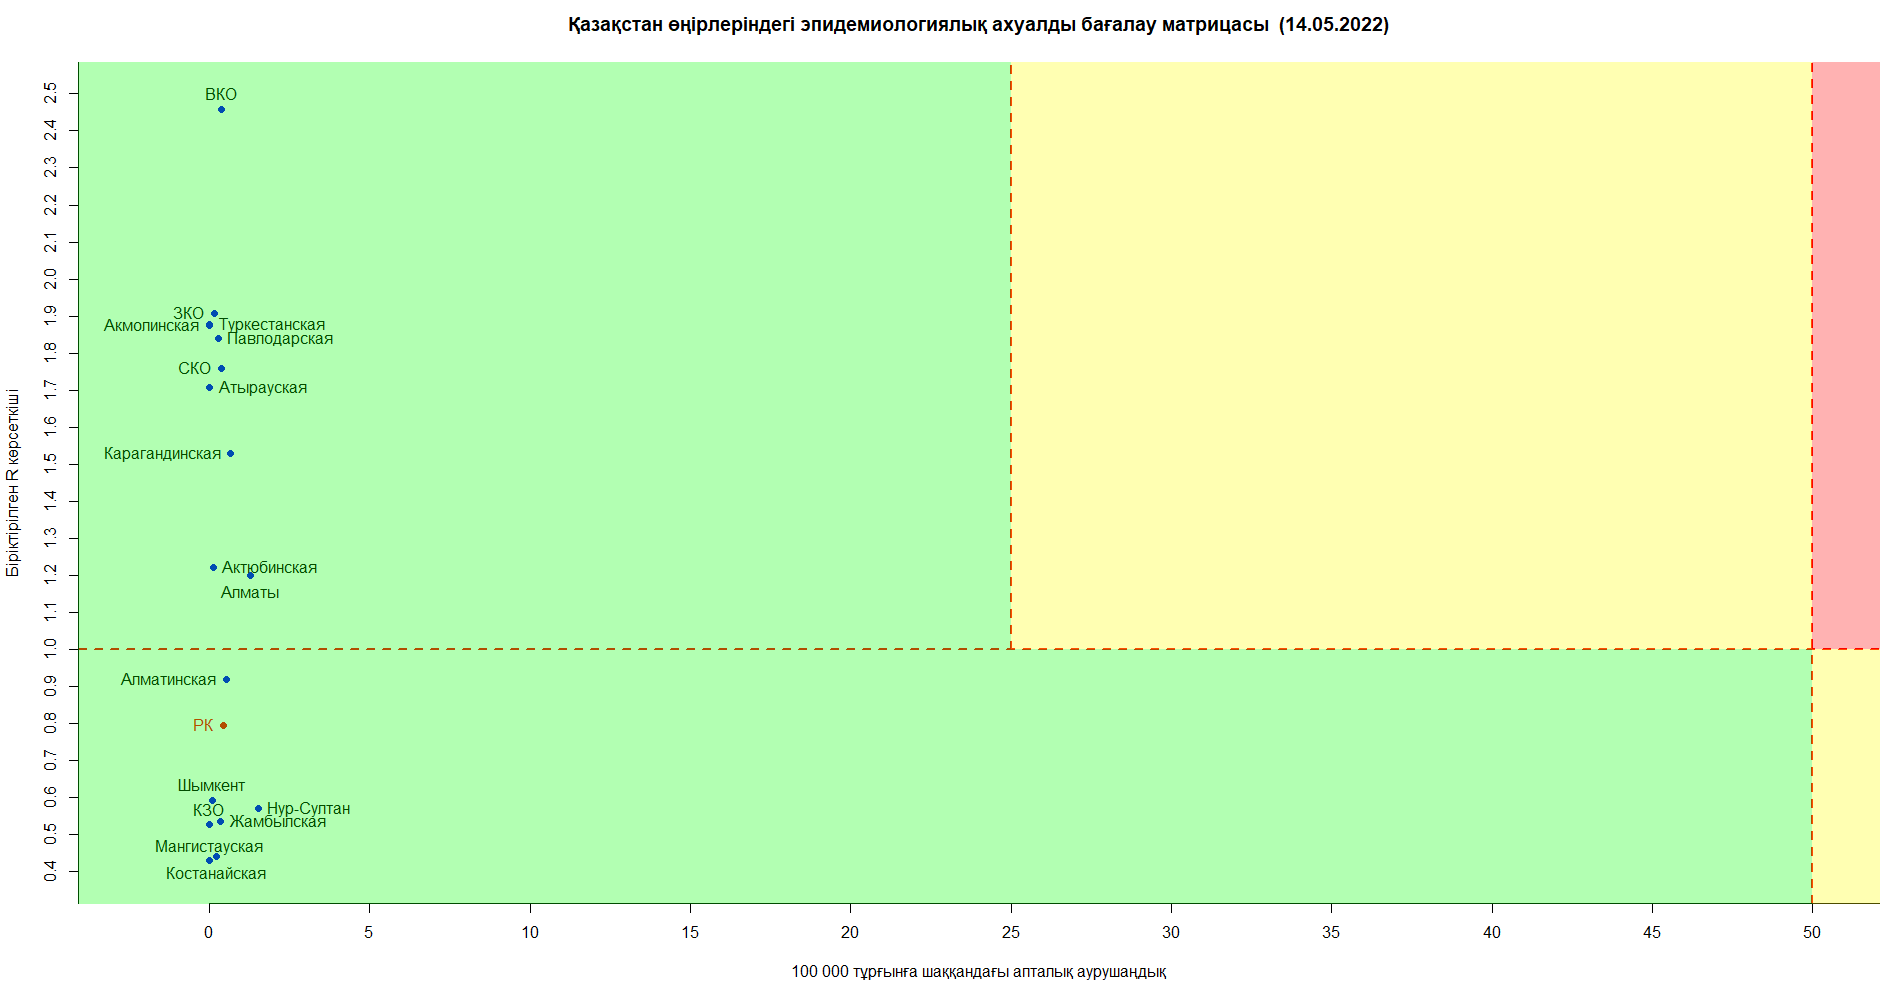 Қазақстан өңірлеріндегі эпидемиологиялық ахуалды бағалау матрицасы (14.05.2022)
Біріктірілген R көрсеткіші
2.5
2.4
2.3
2.2
2.1
2.0
1.9
1.8
1.7
1.6
1.5
1.4
1.3
1.2
1.1
1.0
0.9
0.8
0.7
0.6
0.5
0.4
ВКО
ЗКО
Акмолинская
Туркестанская
Павлодарская
СКО
Атырауская
Карагандинская
Актюбинская
Алматы
Алматинская
РК
Шымкент
Нур-Султан
КЗО
Жамбылская
Мангистауская
Костанайская
0 5 10 15 20 25 30 35 40 45 50
100 000 тұрғынға шаққандағы апталық аурушаңдық